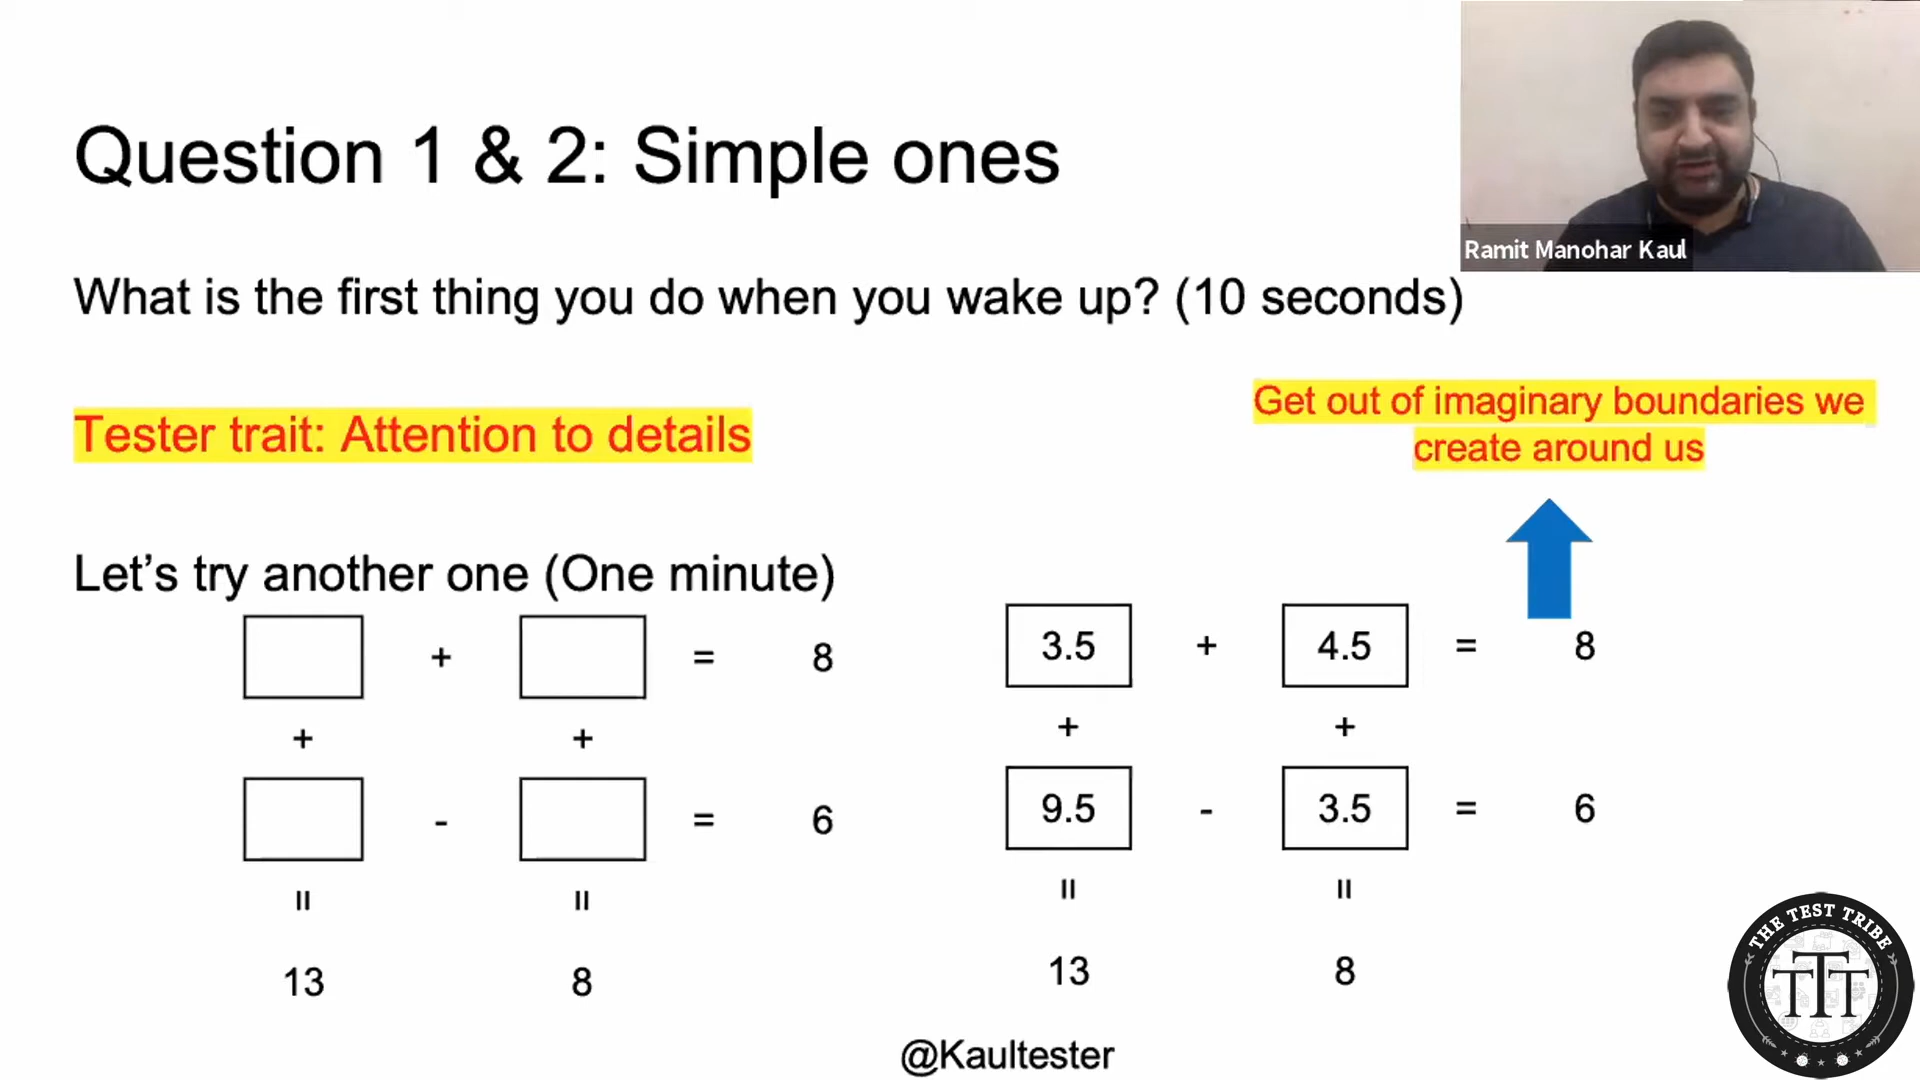 Question 1 & 2: Simple ones
Ramit Manohar Kaul
What is the first thing you do when you wake up? (10 seconds)
Tester trait: Attention to details
Get out of imaginary boundaries we
create around us
Let’s try another one (One minute)
+ = 8
+ +
- = 6
= =
13 8
3.5 + 4.5 = 8
+ +
9.5 - 3.5 = 6
= =
13 8
THE TEST TRIBE
TTT
@Kaultester